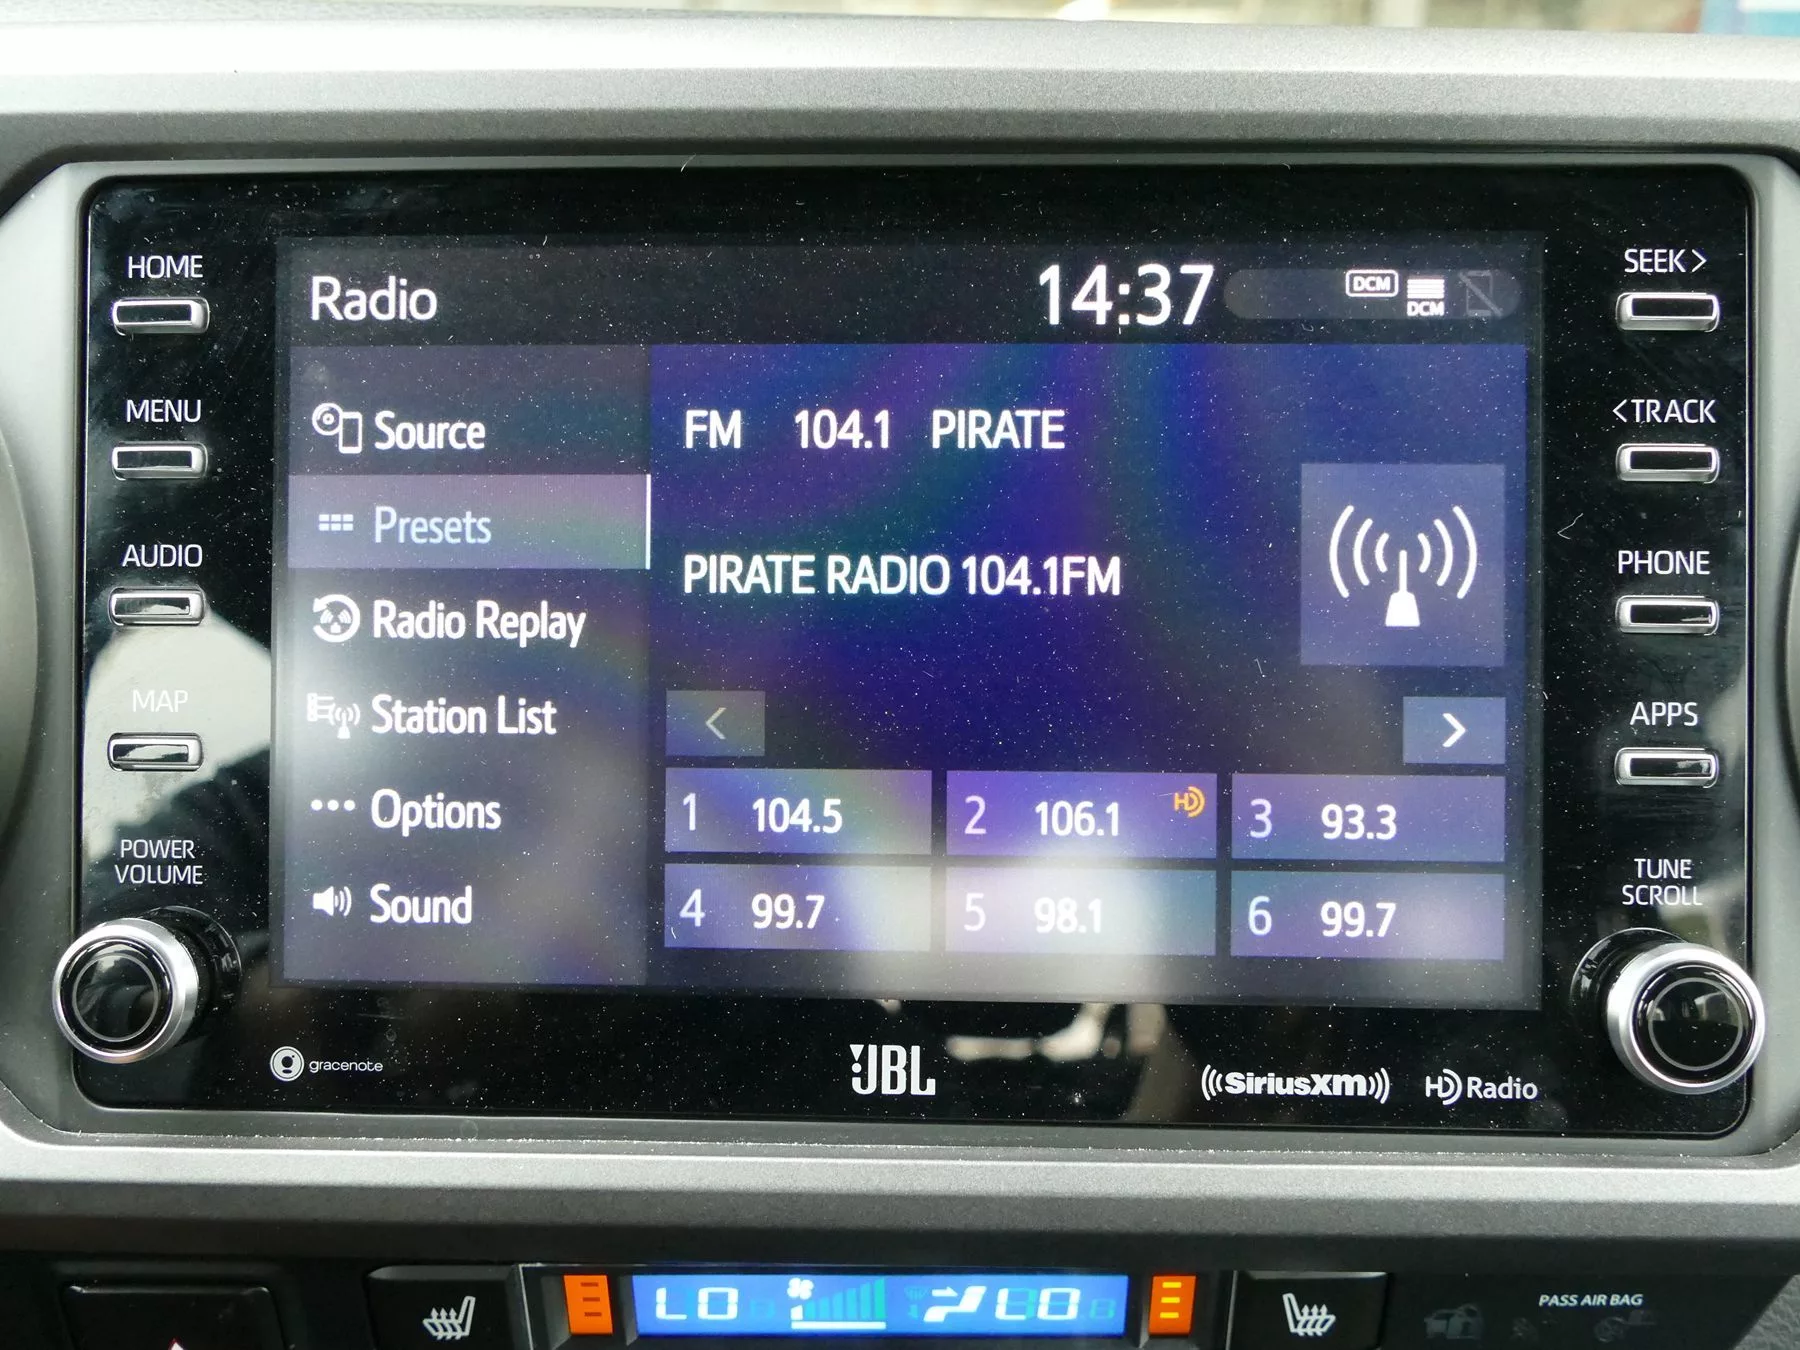 HOME
SEEK>
Radio
14:37
DCM
DCM
MENU
<TRACK
Source
FM 104.1 PIRATE
Presets
AUDIO
PHONE
PIRATE RADIO 104.1FM
Radio Replay
MAP
APPS
Station List
<
>
Options
1 104.5
2 106.1 HD
3 93.3
POWER
VOLUME
TUNE
SCROLL
Sound
4 99.7
5 98.1
6 99.7
gracenote
JBL
((SiriusXM))
HD Radio
LO
LO
PASS AIR BAG